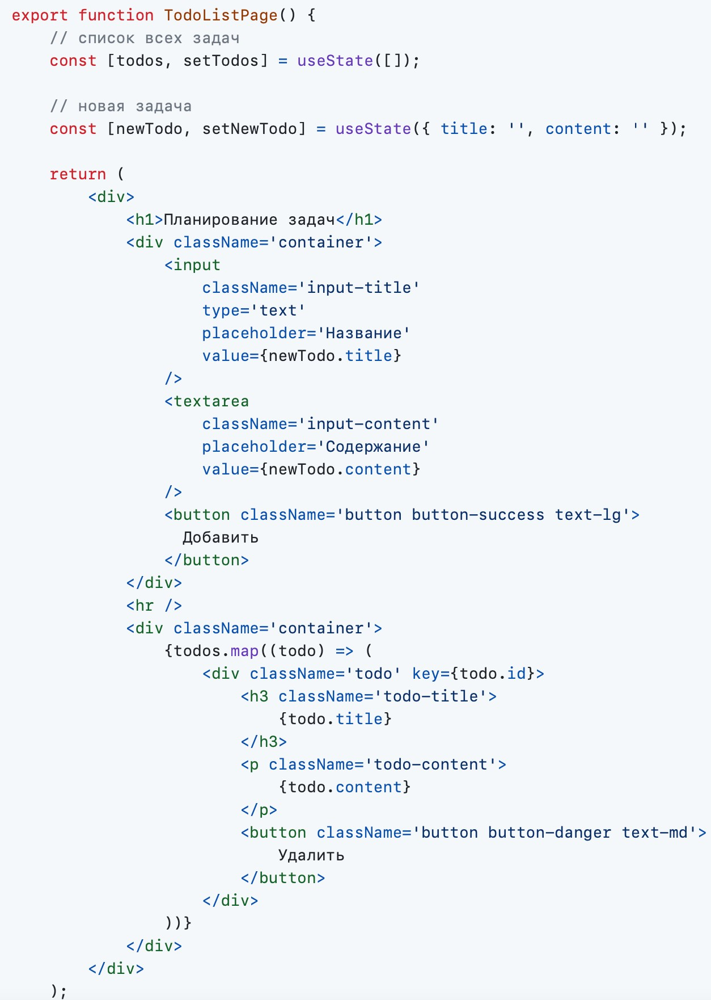 export function TodoListPage() {
    // список всех задач
    const [todos, setTodos] = useState([]);

    // новая задача
    const [newTodo, setNewTodo] = useState({ title: '', content: '' });

    return (
        <div>
            <h1>Планирование задач</h1>
            <div className='container'>
                <input
                    className='input-title'
                    type='text'
                    placeholder='Название'
                    value={newTodo.title}
                />
                <textarea
                    className='input-content'
                    placeholder='Содержание'
                    value={newTodo.content}
                />
                <button className='button button-success text-lg'>
                  Добавить
                </button>
            </div>
            <hr />
            <div className='container'>
                {todos.map((todo) => (
                    <div className='todo' key={todo.id}>
                        <h3 className='todo-title'>
                            {todo.title}
                        </h3>
                        <p className='todo-content'>
                            {todo.content}
                        </p>
                        <button className='button button-danger text-md'>
                            Удалить
                        </button>
                    </div>
                ))}
            </div>
        </div>
    );